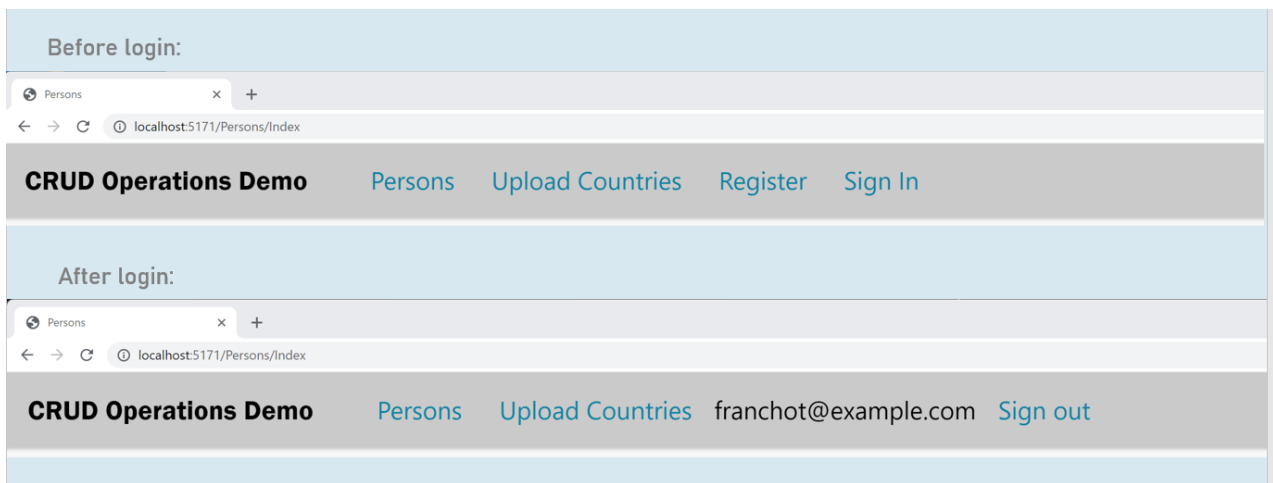 Before login:
Persons
localhost:5171/Persons/Index
CRUD Operations Demo Persons Upload Countries Register Sign In
After login:
Persons
localhost:5171/Persons/Index
CRUD Operations Demo Persons Upload Countries franchot@example.com Sign out